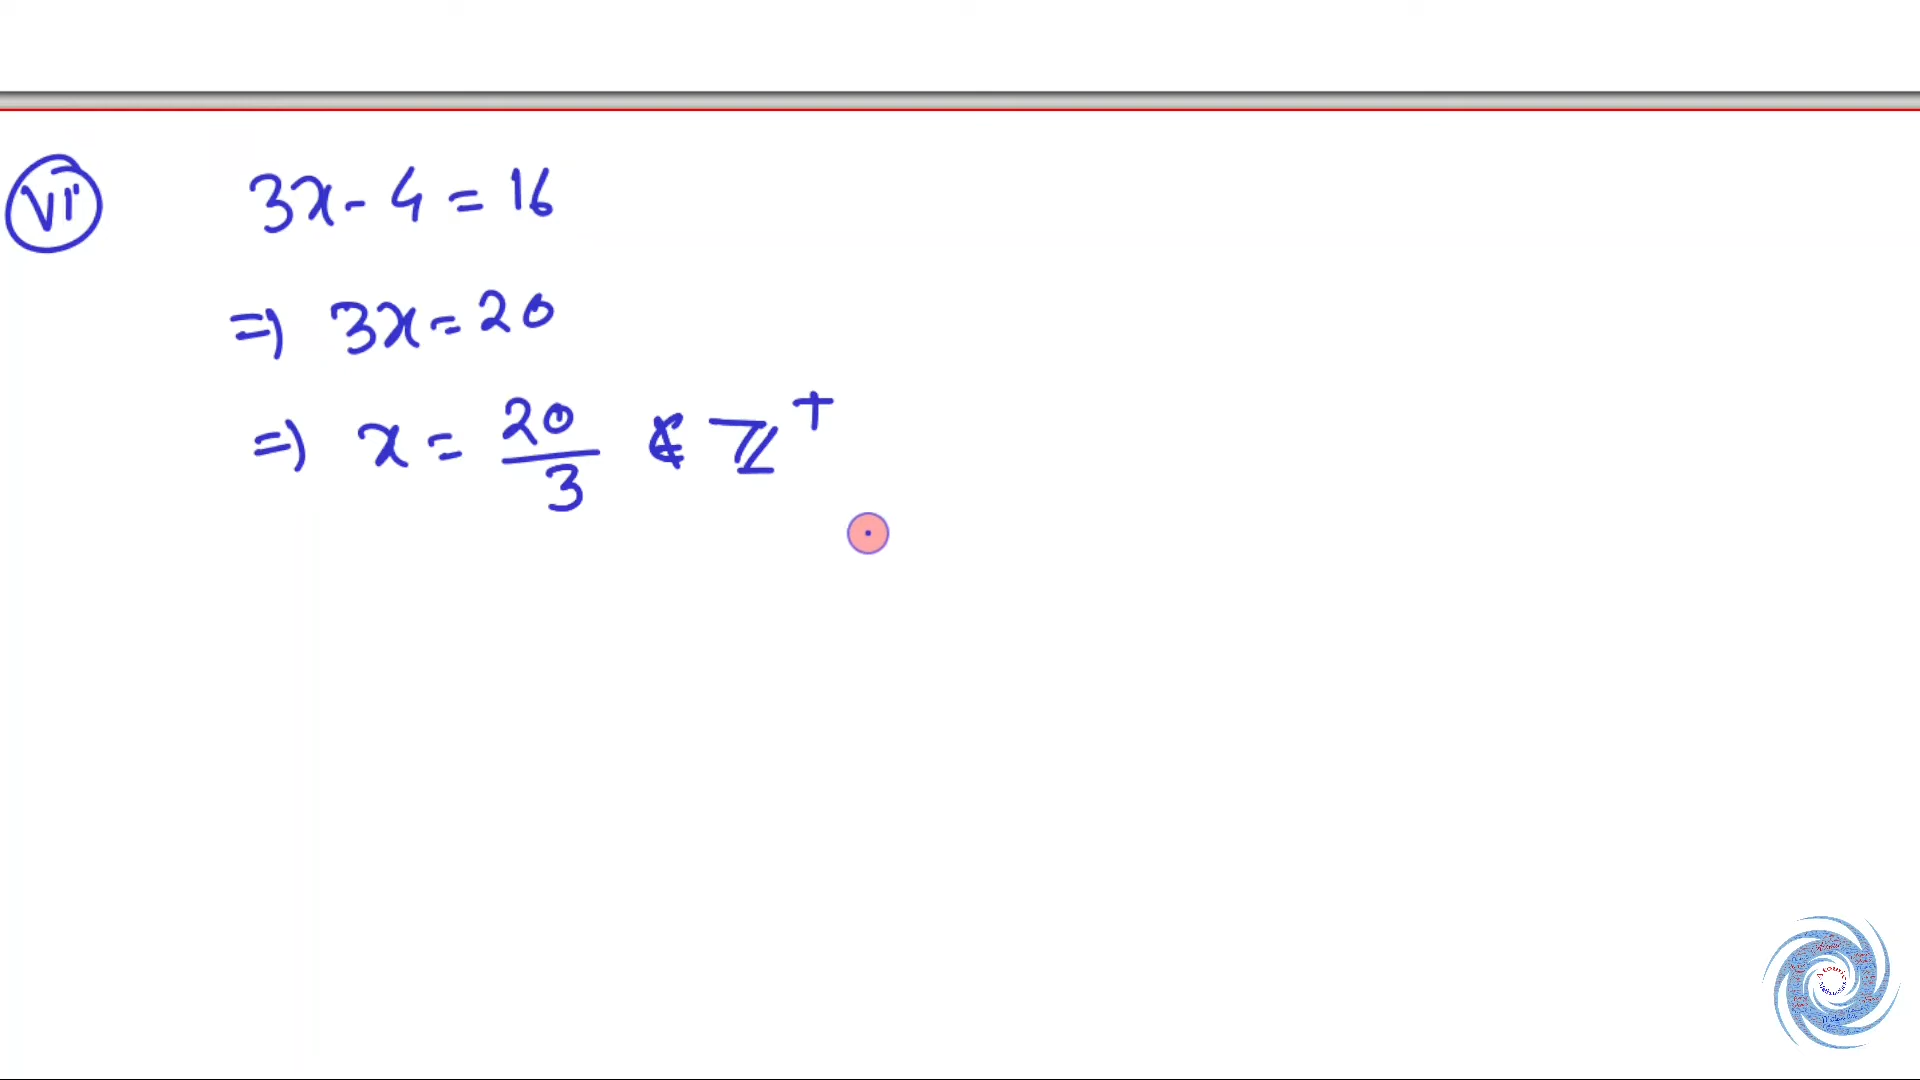 VI 3x - 4 = 16
=> 3x = 20
=> x = 20/3 ∉ ℤ⁺